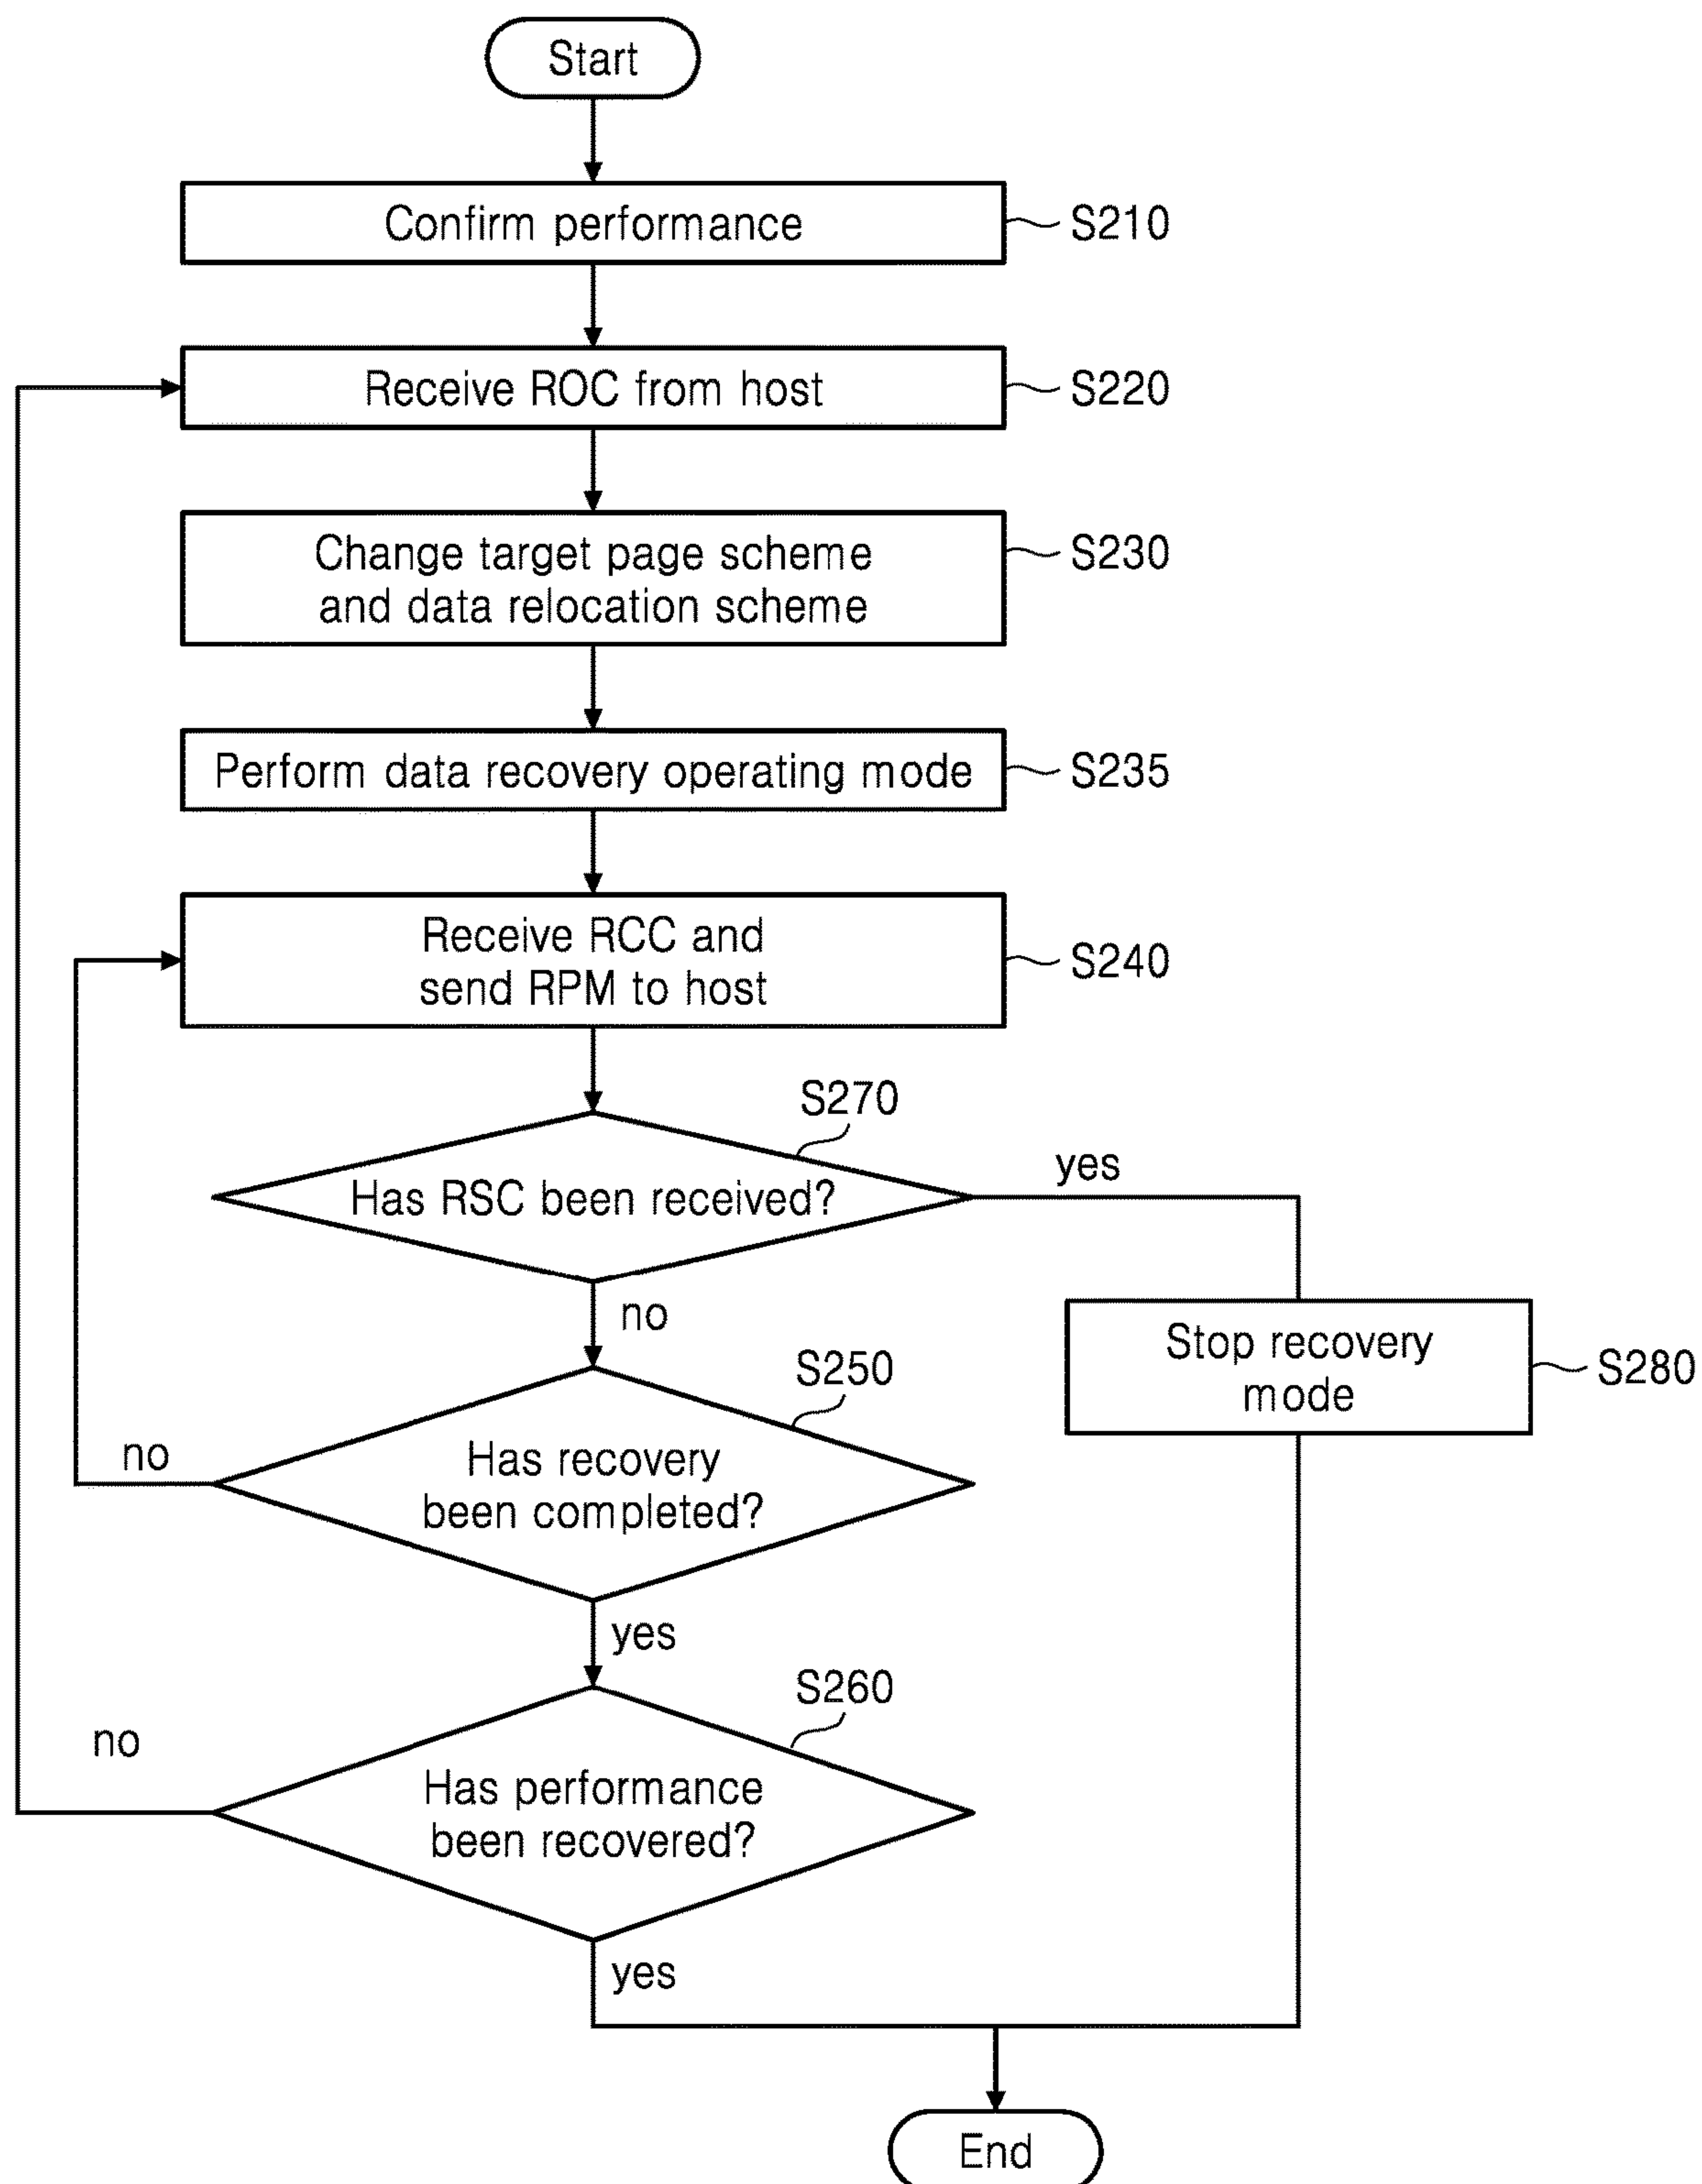 Start
Confirm performance
S210
Receive ROC from host
S220
Change target page scheme
and data relocation scheme
S230
Perform data recovery operating mode
S235
Receive RCC and
send RPM to host
S240
S270
Has RSC been received?
yes
no
Stop recovery
mode
S280
S250
Has recovery
been completed?
no
yes
S260
Has performance
been recovered?
no
yes
End